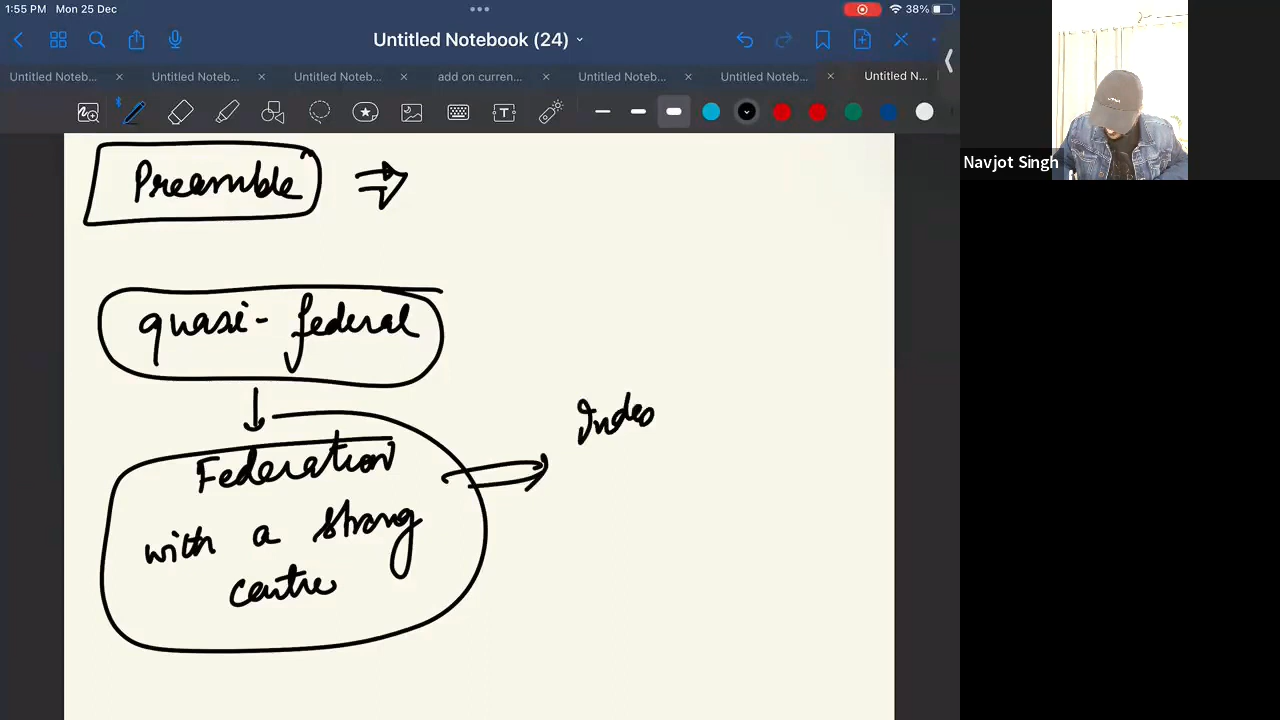 1:55 PM Mon 25 Dec
38%
Untitled Notebook (24)
Untitled Noteb...
Untitled Noteb...
Untitled Noteb...
add on curren...
Untitled Noteb...
Untitled Noteb...
Untitled N...
Navjot Singh
Preamble
quasi-federal
Federation
with a strong
centre